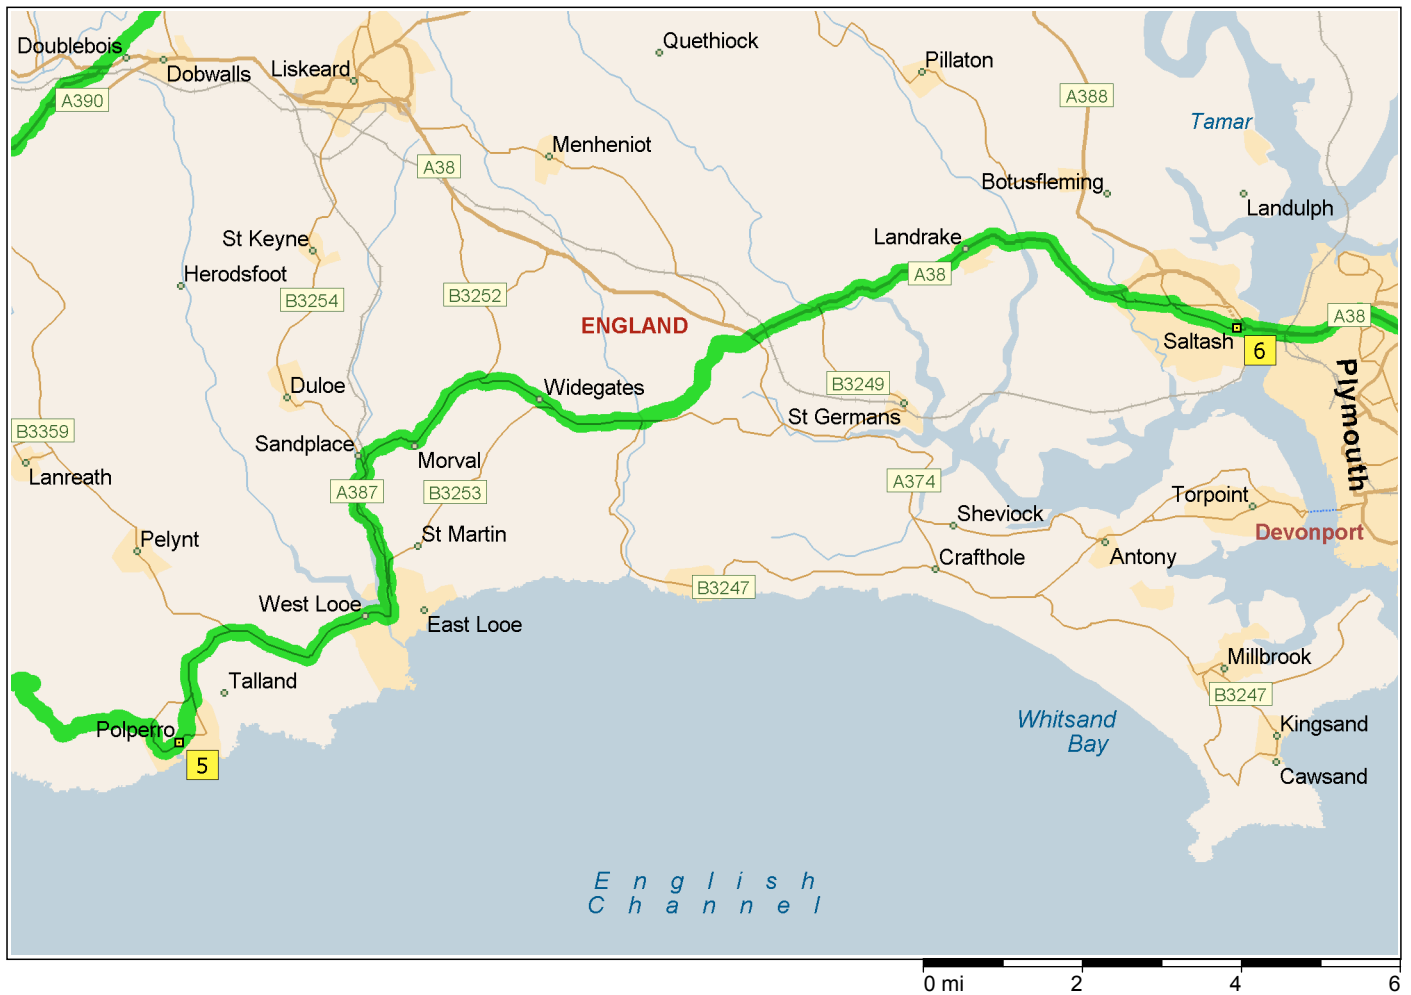 Doublebois
Dobwalls
Liskeard
Quethiock
Pillaton
A390
A388
Tamar
Menheniot
A38
Botusfleming
Landulph
St Keyne
Landrake
Herodsfoot
A38
B3254
B3252
ENGLAND
A38
Saltash
6
Duloe
Widegates
B3249
St Germans
Plymouth
B3359
Sandplace
Morval
Lanreath
A387
B3253
A374
Torpoint
Sheviock
St Martin
Devonport
Pelynt
Crafthole
Antony
B3247
West Looe
East Looe
Millbrook
Talland
B3247
Whitsand
Bay
Kingsand
Polperro
5
Cawsand
English
Channel
0 mi 2 4 6